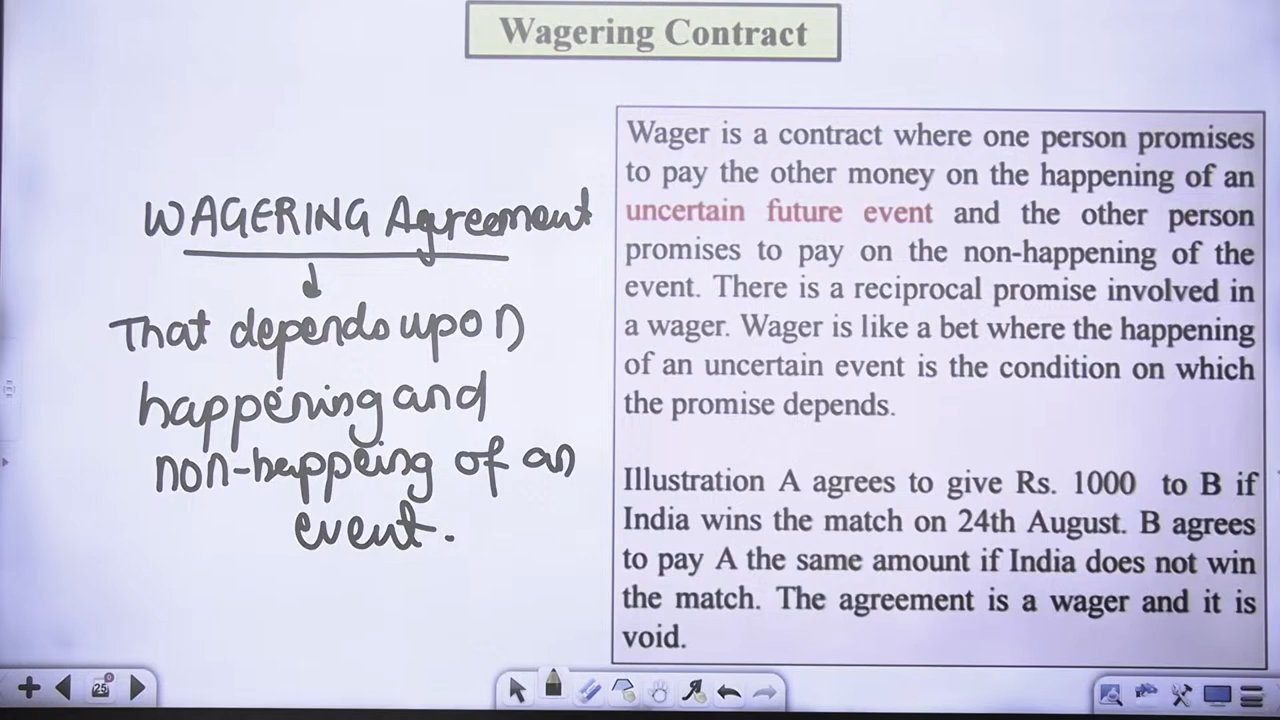 Wagering Contract
WAGERING Agreement
That depends upon
happening and
non-happeing of an
event.
Wager is a contract where one person promises
to pay the other money on the happening of an
uncertain future event and the other person
promises to pay on the non-happening of the
event. There is a reciprocal promise involved in
a wager. Wager is like a bet where the happening
of an uncertain event is the condition on which
the promise depends.
Illustration A agrees to give Rs. 1000 to B if
India wins the match on 24th August. B agrees
to pay A the same amount if India does not win
the match. The agreement is a wager and it is
void.
25